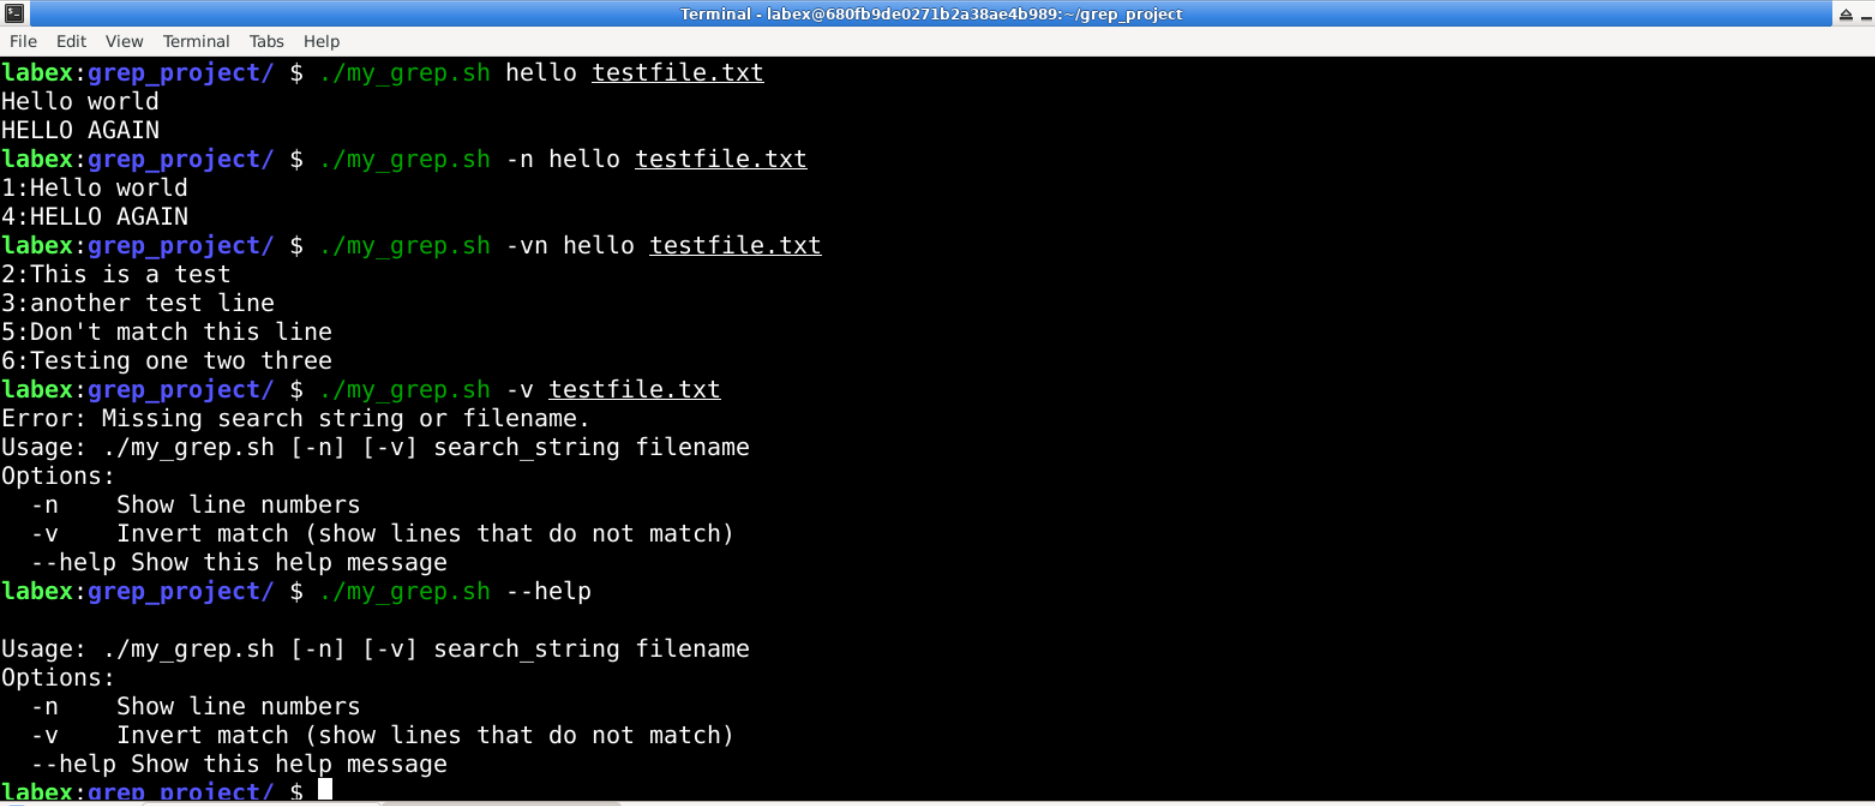 Terminal - labex@680fb9de0271b2a38ae4b989:~/grep_project
File Edit View Terminal Tabs Help
labex:grep_project/ $ ./my_grep.sh hello testfile.txt
Hello world
HELLO AGAIN
labex:grep_project/ $ ./my_grep.sh -n hello testfile.txt
1:Hello world
4:HELLO AGAIN
labex:grep_project/ $ ./my_grep.sh -vn hello testfile.txt
2:This is a test
3:another test line
5:Don't match this line
6:Testing one two three
labex:grep_project/ $ ./my_grep.sh -v testfile.txt
Error: Missing search string or filename.
Usage: ./my_grep.sh [-n] [-v] search_string filename
Options:
  -n    Show line numbers
  -v    Invert match (show lines that do not match)
  --help Show this help message
labex:grep_project/ $ ./my_grep.sh --help

Usage: ./my_grep.sh [-n] [-v] search_string filename
Options:
  -n    Show line numbers
  -v    Invert match (show lines that do not match)
  --help Show this help message
labex:grep_project/ $